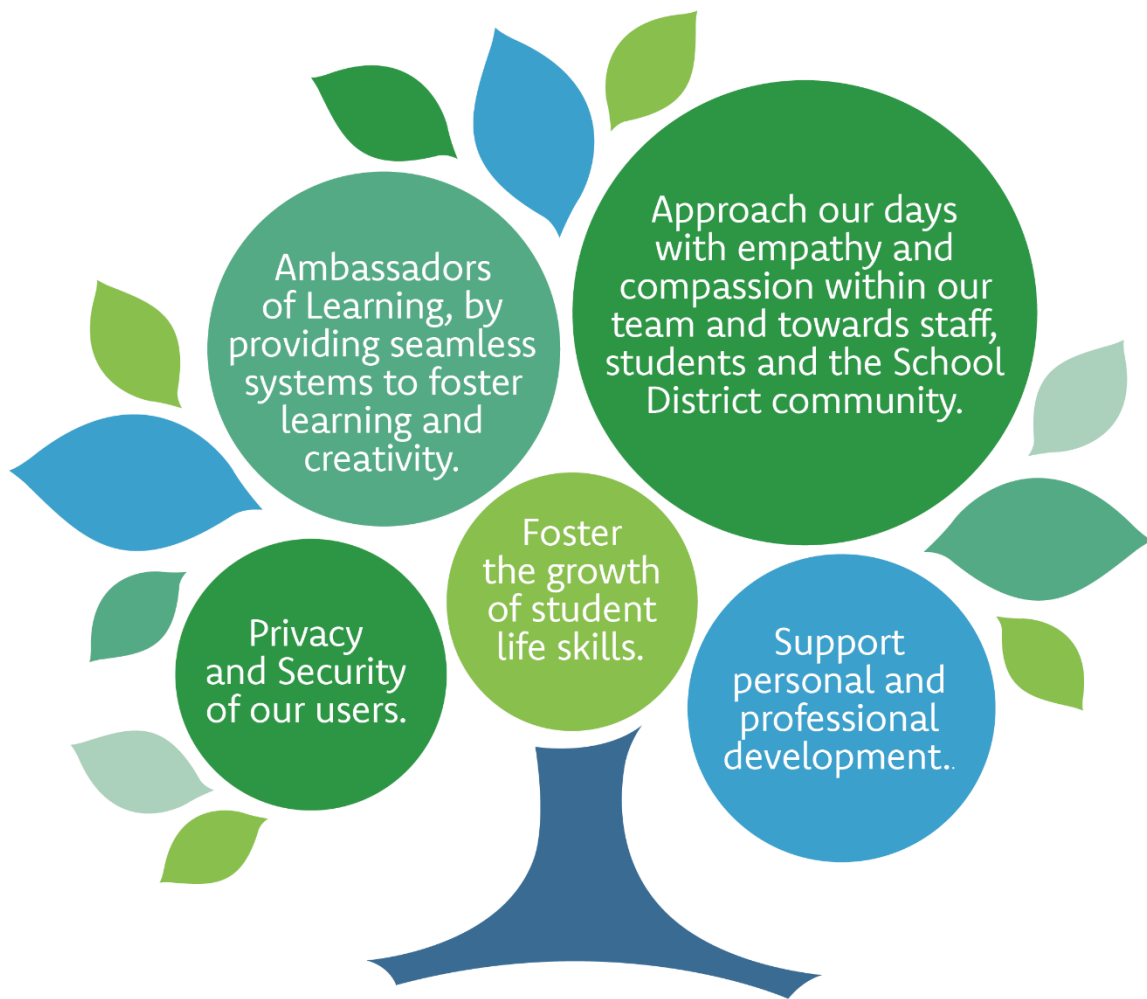 Ambassadors
of Learning, by
providing seamless
systems to foster
learning and
creativity.
Approach our days
with empathy and
compassion within our
team and towards staff,
students and the School
District community.
Foster
the growth
of student
life skills.
Privacy
and Security
of our users.
Support
personal and
professional
development..